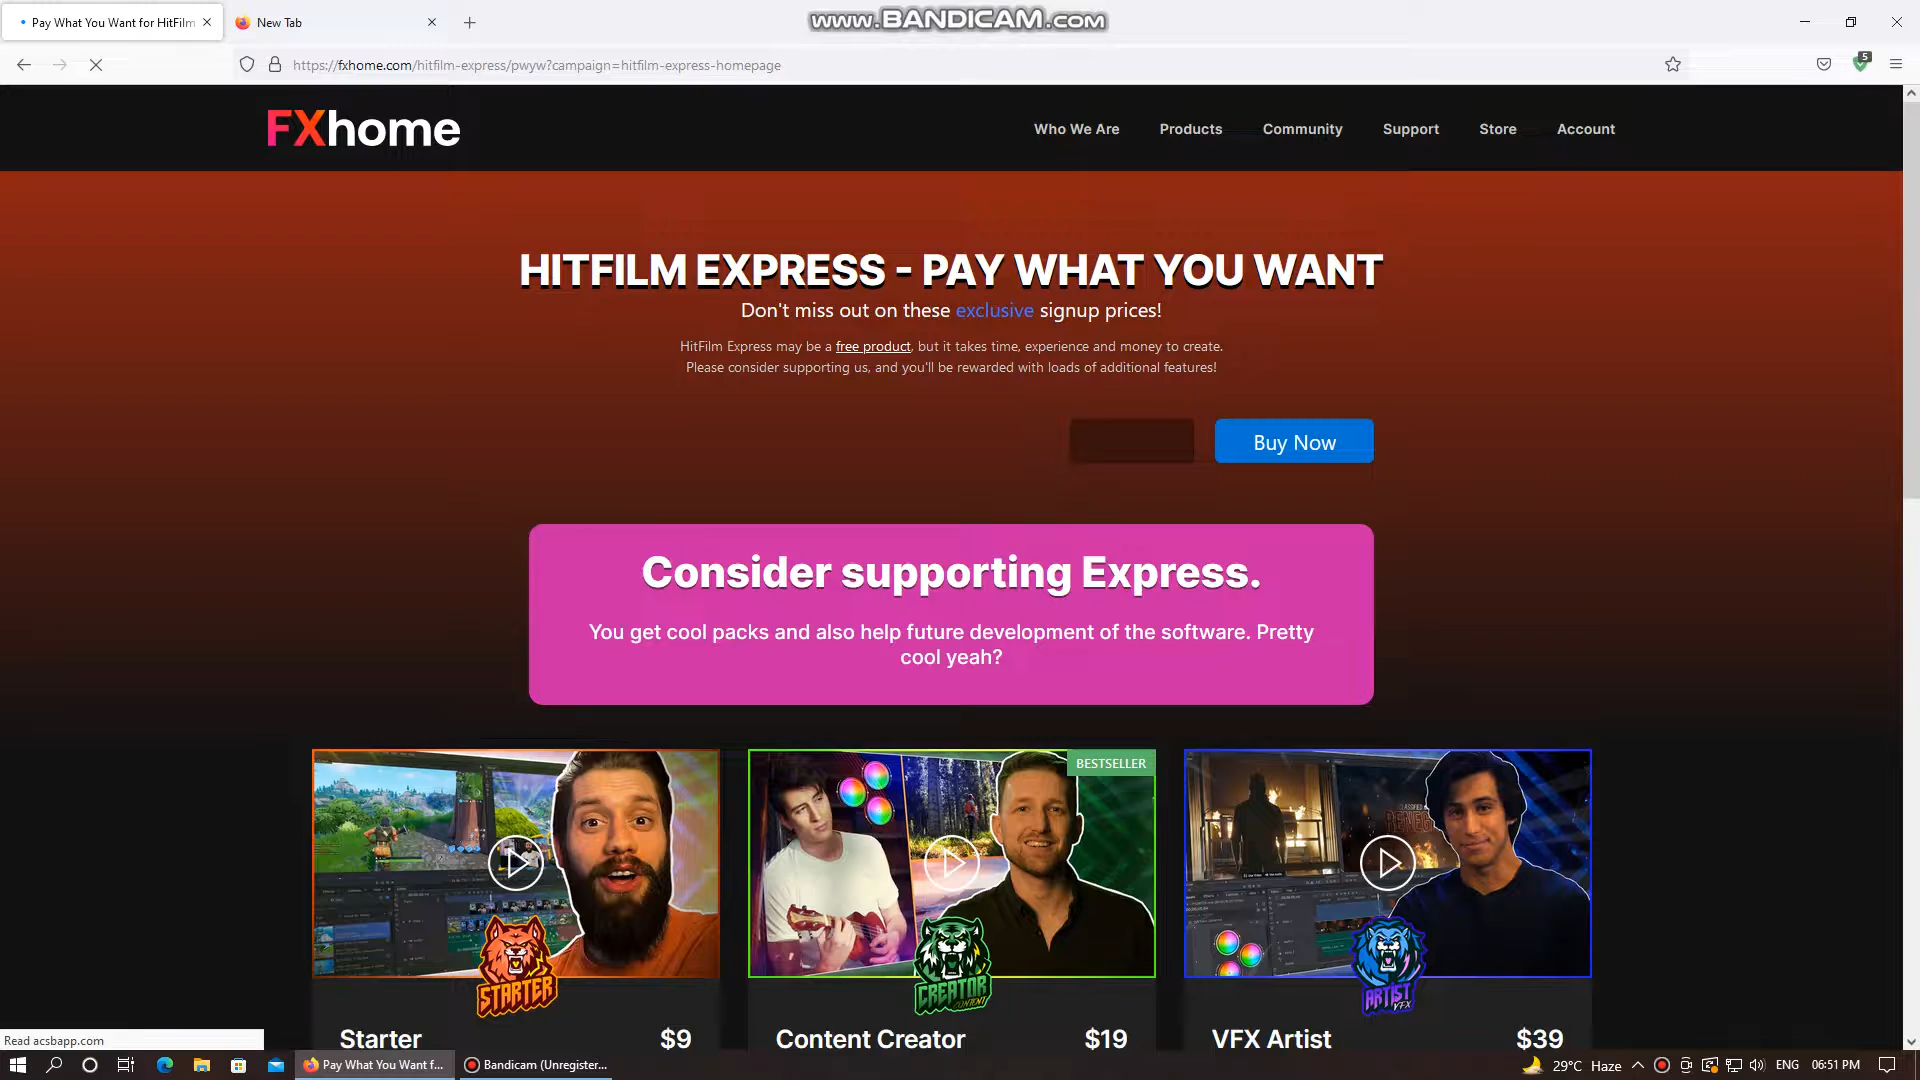 Pay What You Want for HitFilm
New Tab
www.BANDICAM.com
https://fxhome.com/hitfilm-express/pwyw?campaign=hitfilm-express-homepage
5
FXhome
Who We Are
Products
Community
Support
Store
Account
HITFILM EXPRESS - PAY WHAT YOU WANT
Don't miss out on these exclusive signup prices!
HitFilm Express may be a free product, but it takes time, experience and money to create.
Please consider supporting us, and you'll be rewarded with loads of additional features!
Buy Now
Consider supporting Express.
You get cool packs and also help future development of the software. Pretty
cool yeah?
BESTSELLER
STARTER
CREATOR
CONTENT
ARTIST
VFX
Starter
$9
Content Creator
$19
VFX Artist
$39
Read acsbapp.com
Pay What You Want f...
Bandicam (Unregister...
29°C Haze
ENG
06:51 PM